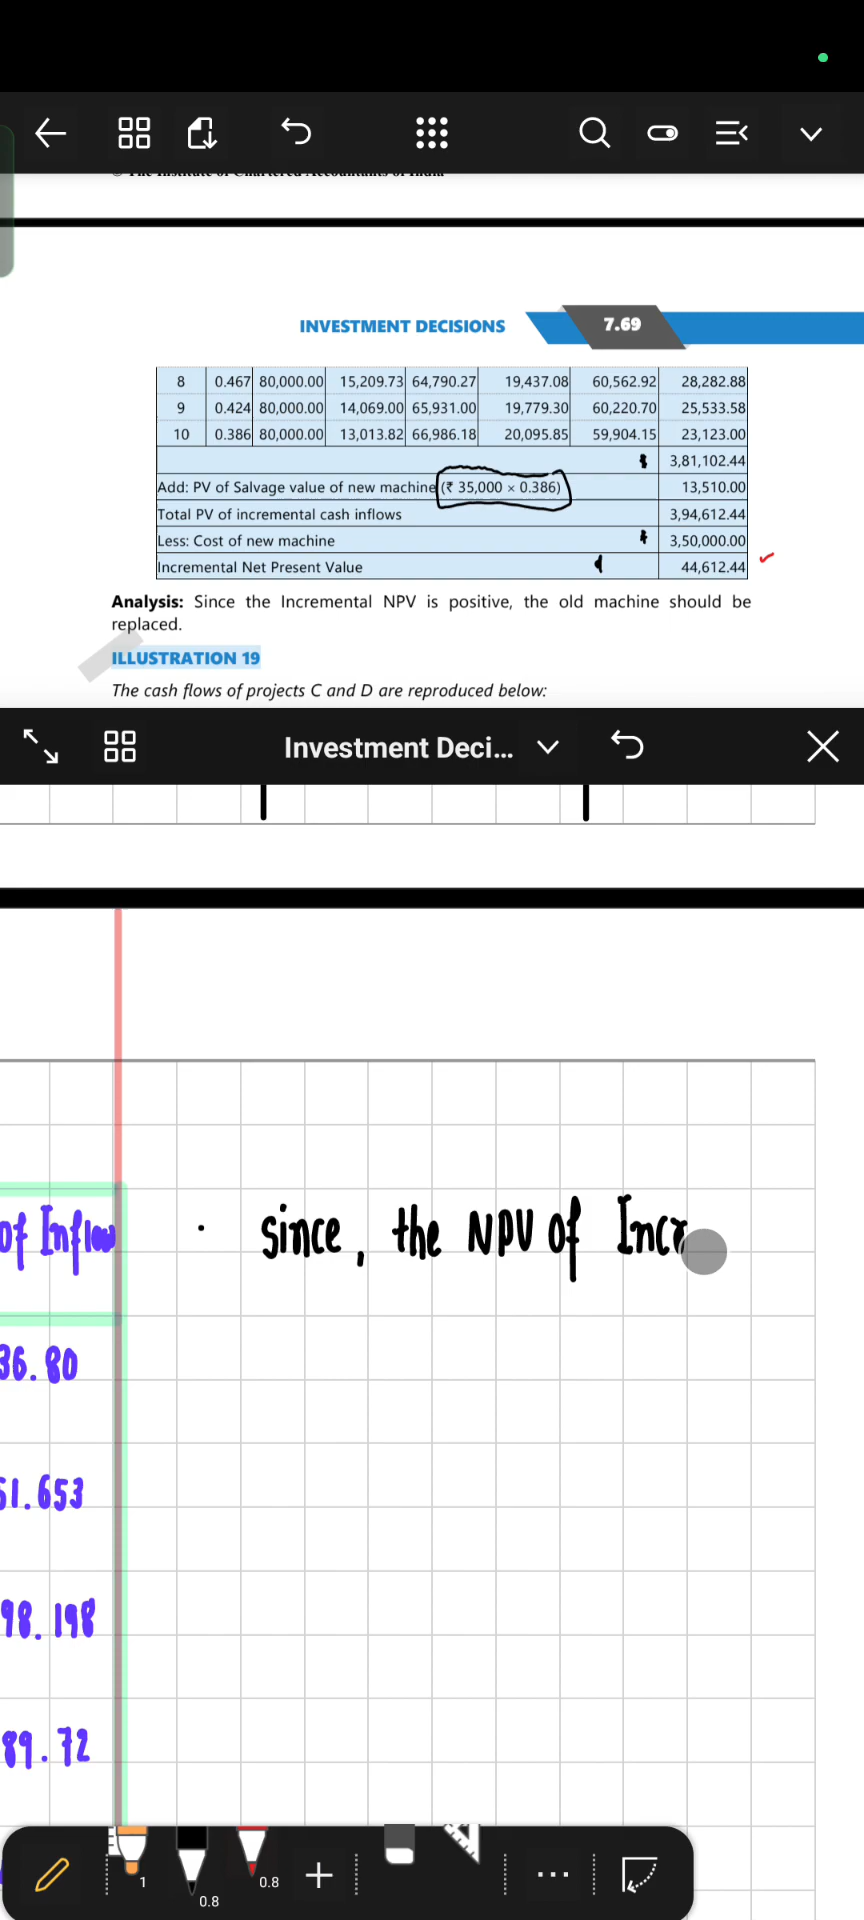 INVESTMENT DECISIONS 7.69
8 0.467 80,000.00 15,209.73 64,790.27 19,437.08 60,562.92 28,282.88
9 0.424 80,000.00 14,069.00 65,931.00 19,779.30 60,220.70 25,533.58
10 0.386 80,000.00 13,013.82 66,986.18 20,095.85 59,904.15 23,123.00
3,81,102.44
Add: PV of Salvage value of new machine (₹ 35,000 × 0.386) 13,510.00
Total PV of incremental cash inflows 3,94,612.44
Less: Cost of new machine 3,50,000.00
Incremental Net Present Value 44,612.44
Analysis: Since the Incremental NPV is positive, the old machine should be
replaced.
ILLUSTRATION 19
The cash flows of projects C and D are reproduced below:
Investment Deci...
of Inflow · since, the NPV of Incr
36.80
51.653
98.198
89.72
1
0.8
0.8